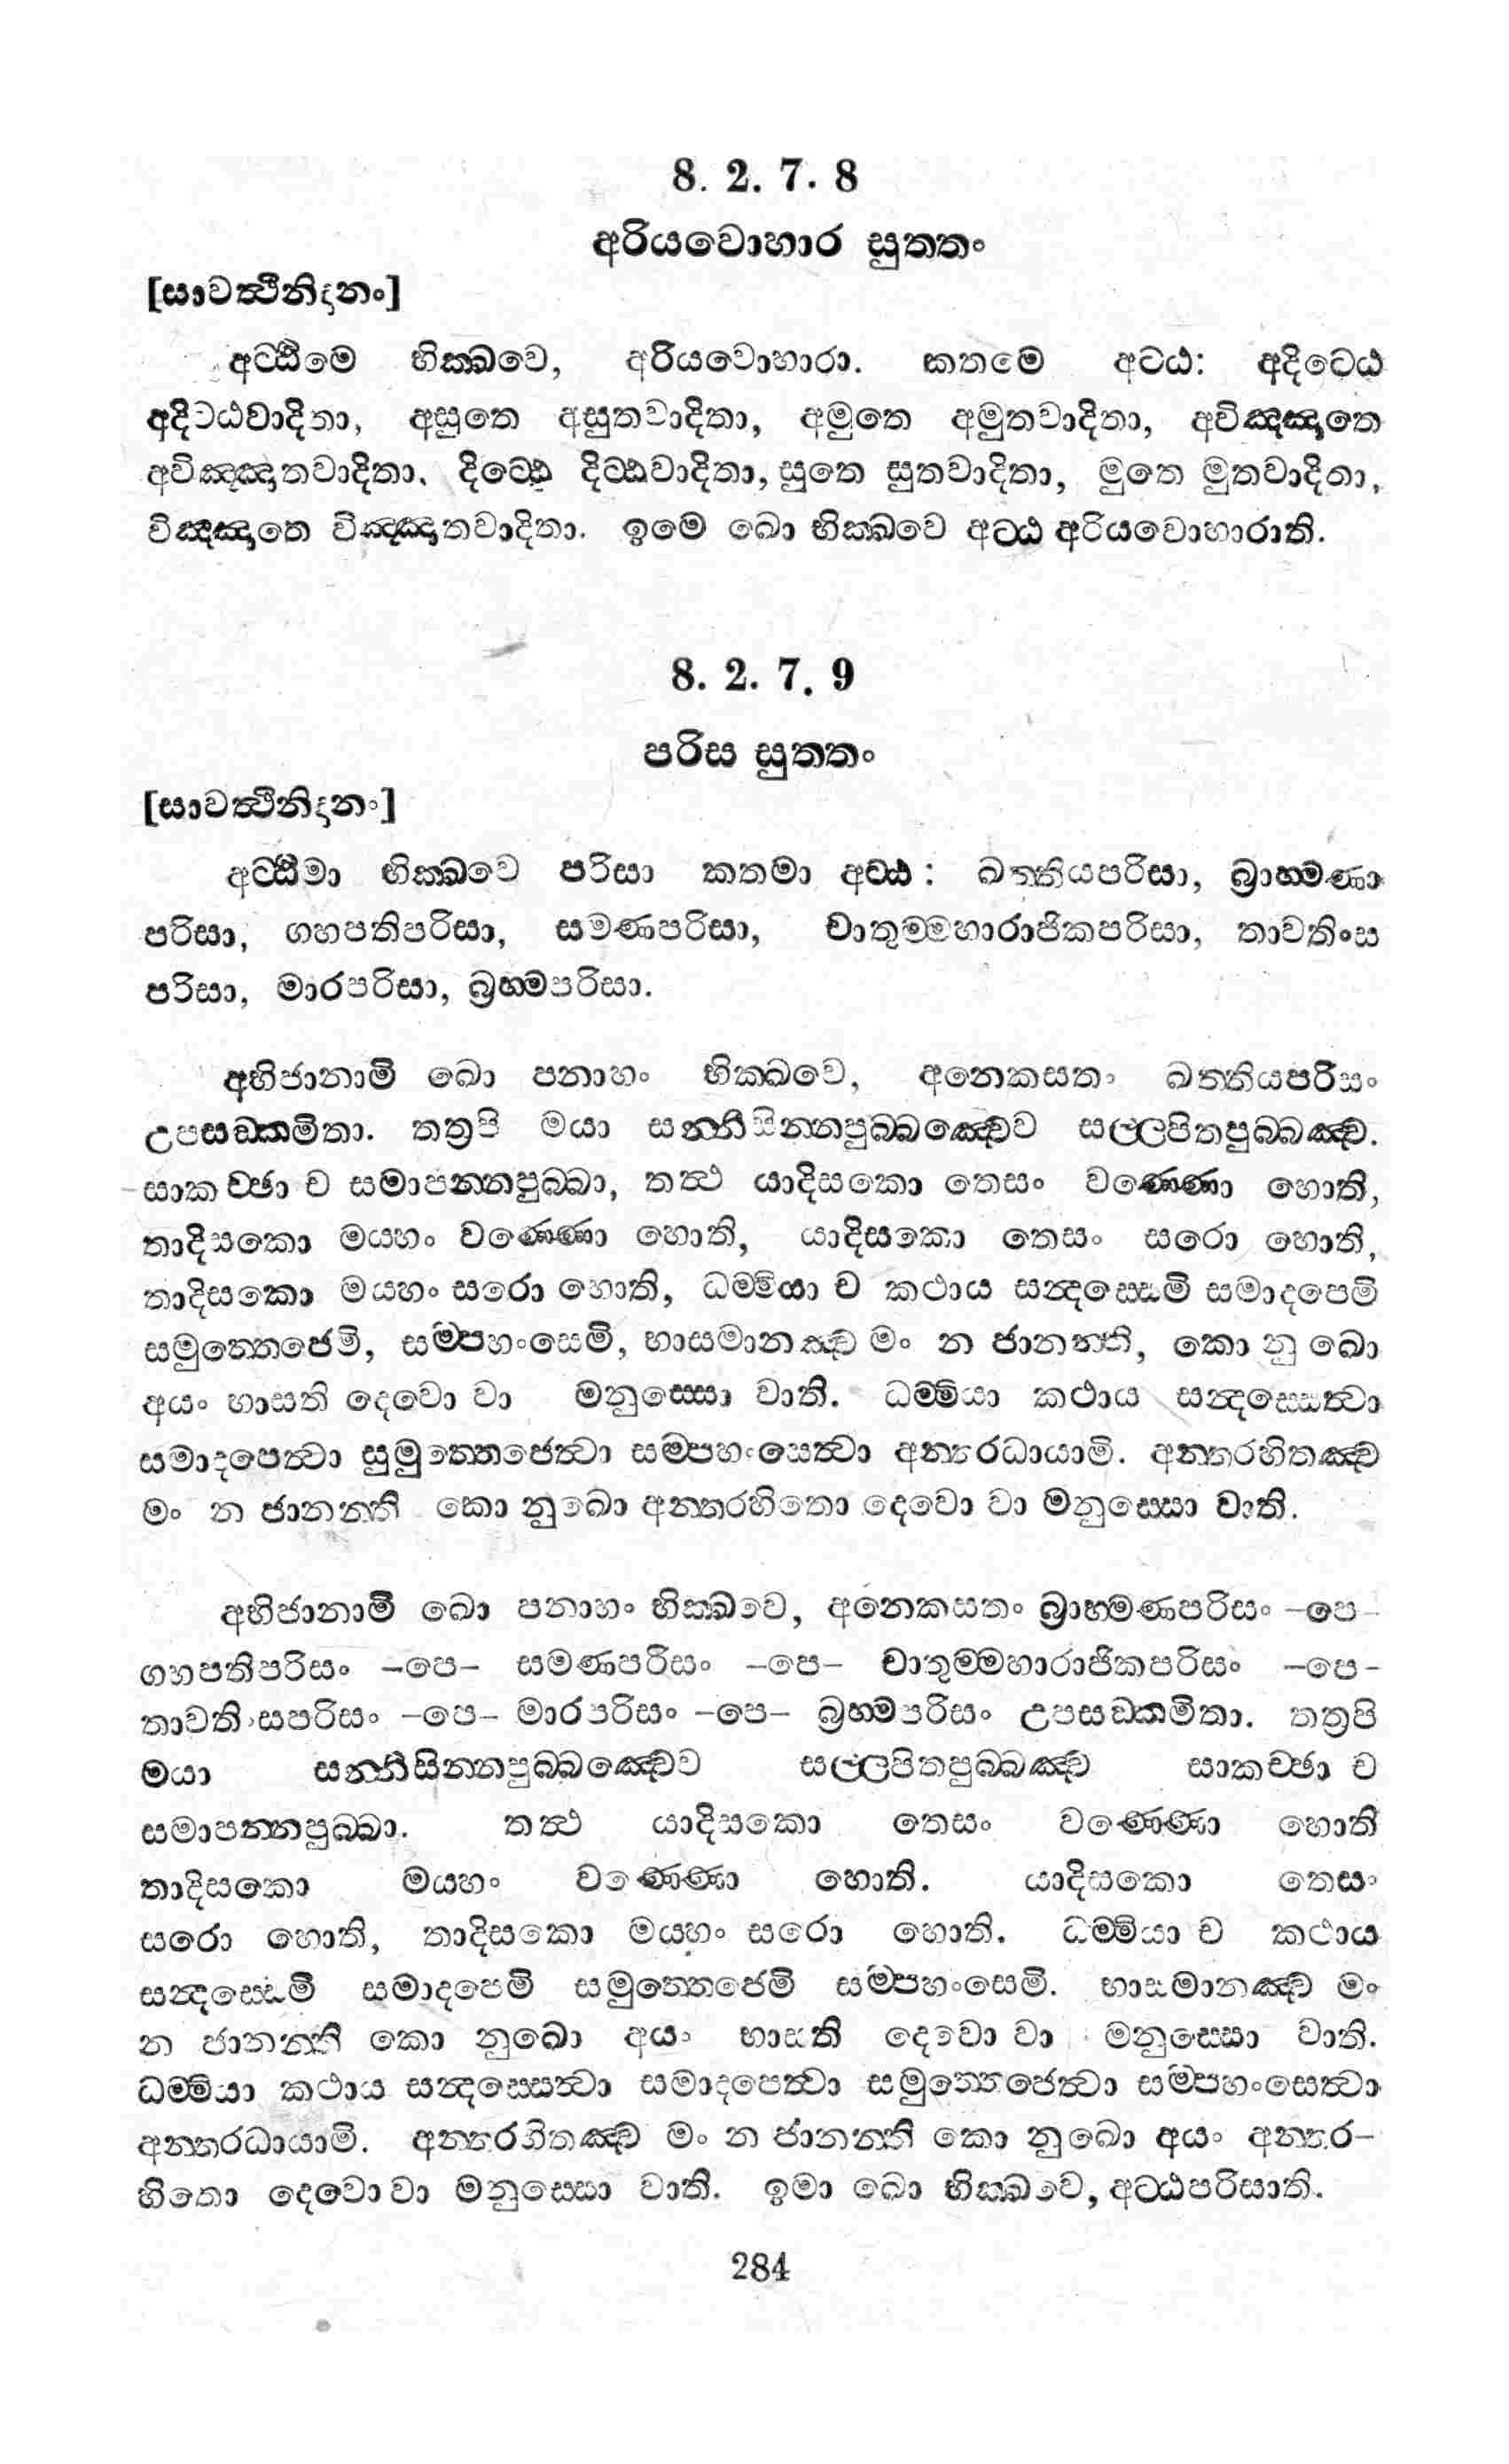 8. 2. 7. 8
අරියවොහාර සුත්තං
[සාවත්ථීනිදානං]
අට්ඨිමෙ භික්ඛවෙ, අරියවොහාරා. කතමෙ අටඨ: අදිටෙඨ
අදිටඨවාදිතා, අසුතෙ අසුතවාදිතා, අමුතෙ අමුතවාදිතා, අවිඤ්ඤාතෙ
අවිඤ්ඤාතවාදිතා. දිට්ඨෙ දිට්ඨවාදිතා, සුතෙ සුතවාදිතා, මුතෙ මුතවාදිතා,
විඤ්ඤාතෙ විඤ්ඤාතවාදිතා. ඉමෙ ඛො භික්ඛවෙ අට්ඨ අරියවොහාරාති.
8. 2. 7. 9
පරිස සුත්තං
[සාවත්ථීනිදානං]
අට්ඨිමා භික්ඛවෙ පරිසා කතමා අට්ඨ : ඛත්තියපරිසා, බ්‍රාහ්මණා
පරිසා, ගහපතිපරිසා, සමණපරිසා, චාතුම්මහාරාජිකපරිසා, තාවතිංස
පරිසා, මාරපරිසා, බ්‍රහ්මපරිසා.
අභිජානාමි ඛො පනාහං භික්ඛවෙ, අනෙකසතං ඛත්තියපරිසං
උපසඞ්කමිතා. තත්‍රපි මයා සන්නිසින්නපුබ්බඤ්චෙව සල්ලපිතපුබ්බඤ්ච.
සාකච්ඡා ච සමාපන්නපුබ්බා, තත්ථ යාදිසකො තෙසං වණ්ණො හොති,
තාදිසකො මය්හං වණ්ණො හොති, යාදිසකො තෙසං සරො හොති,
තාදිසකො මය්හං සරො හොති, ධම්මියා ච කථාය සන්දස්සෙමි සමාදපෙමි
සමුත්තෙජෙමි, සම්පහංසෙමි, භාසමානඤ්ච මං න ජානන්ති, කො නු ඛො
අයං භාසති දෙවො වා මනුස්සො වාති. ධම්මියා කථාය සන්දස්සෙත්වා
සමාදපෙත්වා සුමුත්තෙජෙත්වා සම්පහංසෙත්වා අන්තරධායාමි. අන්තරහිතඤ්ච
මං න ජානන්ති කො නුඛො අන්තරහිතො දෙවො වා මනුස්සො වාති.
අභිජානාමි ඛො පනාහං භික්ඛවෙ, අනෙකසතං බ්‍රාහ්මණපරිසං –පෙ–
ගහපතිපරිසං –පෙ– සමණපරිසං –පෙ– චාතුම්මහාරාජිකපරිසං –පෙ–
තාවතිංසපරිසං –පෙ– මාරපරිසං –පෙ– බ්‍රහ්මපරිසං උපසඞ්කමිතා. තත්‍රපි
මයා සන්නිසින්නපුබ්බඤ්චෙව සල්ලපිතපුබ්බඤ්ච සාකච්ඡා ච
සමාපන්නපුබ්බා. තත්ථ යාදිසකො තෙසං වණ්ණො හොති
තාදිසකො මය්හං වණ්ණො හොති. යාදිසකො තෙසං
සරො හොති, තාදිසකො මය්හං සරො හොති. ධම්මියා ච කථාය
සන්දස්සෙමි සමාදපෙමි සමුත්තෙජෙමි සම්පහංසෙමි. භාසමානඤ්ච මං
න ජානන්ති කො නුඛො අයං භාසති දෙවො වා මනුස්සො වාති.
ධම්මියා කථාය සන්දස්සෙත්වා සමාදපෙත්වා සමුත්තෙජෙත්වා සම්පහංසෙත්වා
අන්තරධායාමි. අන්තරහිතඤ්ච මං න ජානන්ති කො නුඛො අයං අන්තර–
හිතො දෙවො වා මනුස්සො වාති. ඉමා ඛො භික්ඛවෙ, අට්ඨපරිසාති.
284